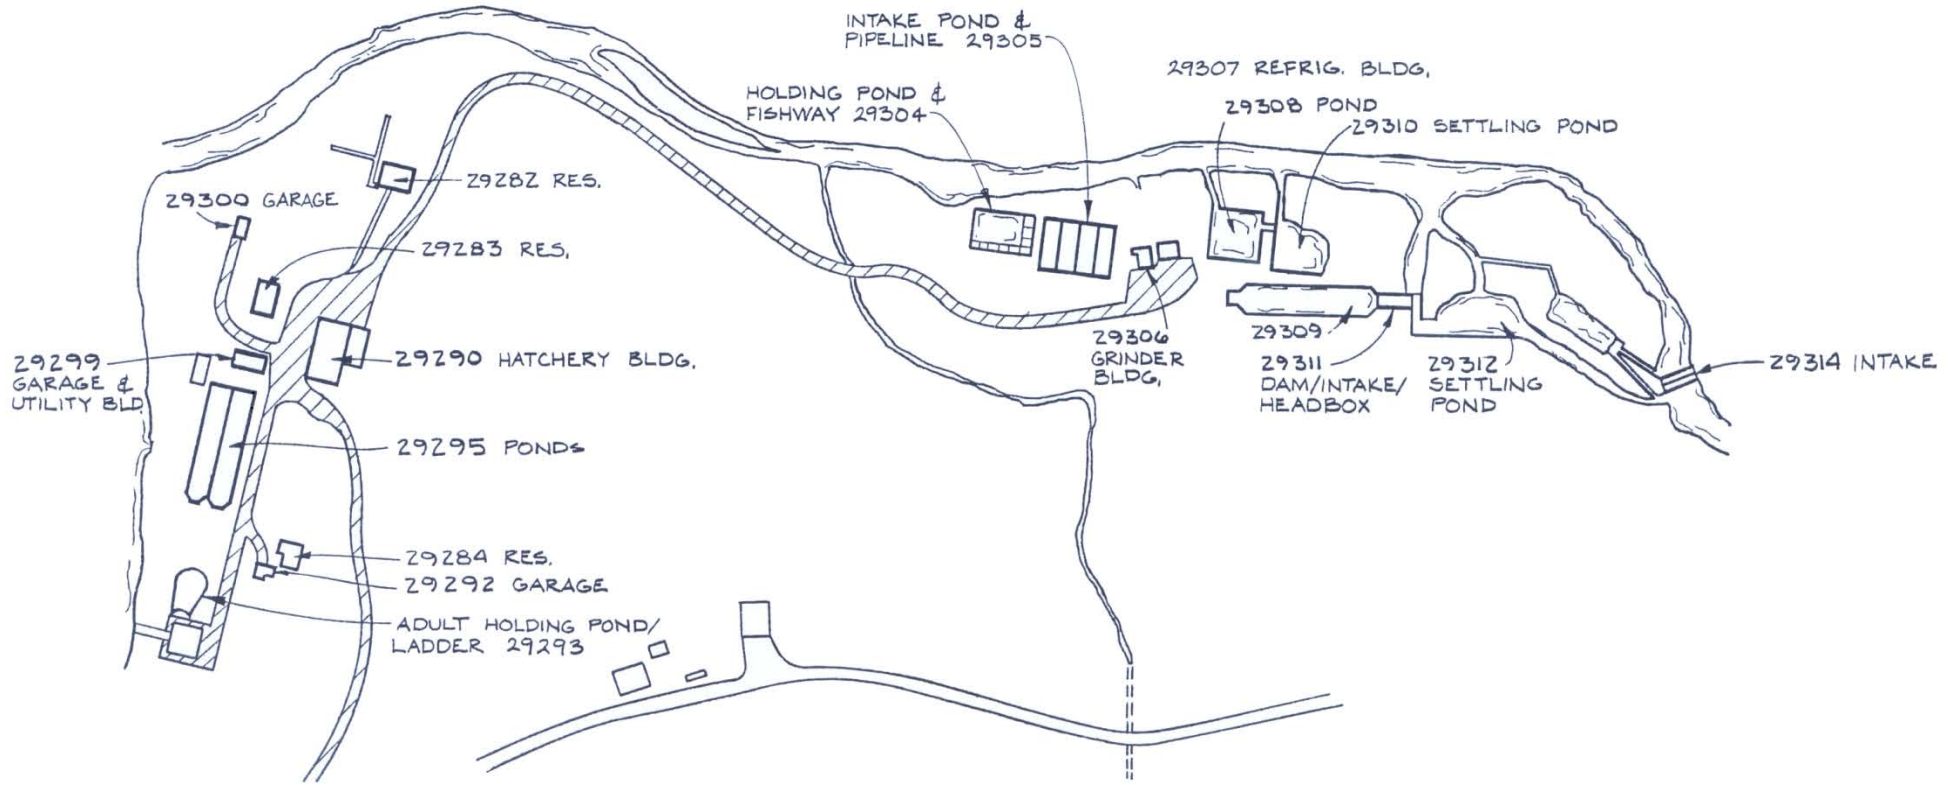 INTAKE POND &
PIPELINE 29305
29307 REFRIG. BLDG.
HOLDING POND &
FISHWAY 29304
29308 POND
29310 SETTLING POND
29282 RES.
29300 GARAGE
29283 RES.
29306
GRINDER
BLDG.
29309
29311
DAM/INTAKE/
HEADBOX
29312
SETTLING
POND
29314 INTAKE
29299
GARAGE &
UTILITY BLD
29290 HATCHERY BLDG.
29295 PONDS
29284 RES.
29292 GARAGE
ADULT HOLDING POND/
LADDER 29293